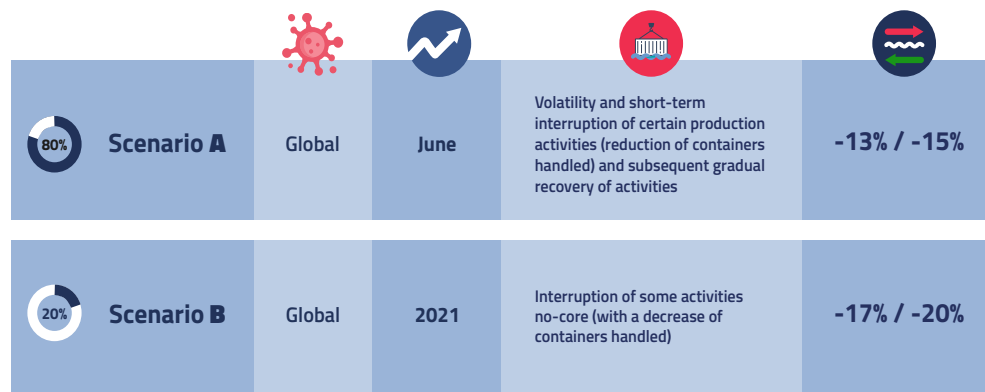 80%
Scenario A
Global
June
Volatility and short-term
interruption of certain production
activities (reduction of containers
handled) and subsequent gradual
recovery of activities
-13% / -15%
20%
Scenario B
Global
2021
Interruption of some activities
no-core (with a decrease of
containers handled)
-17% / -20%